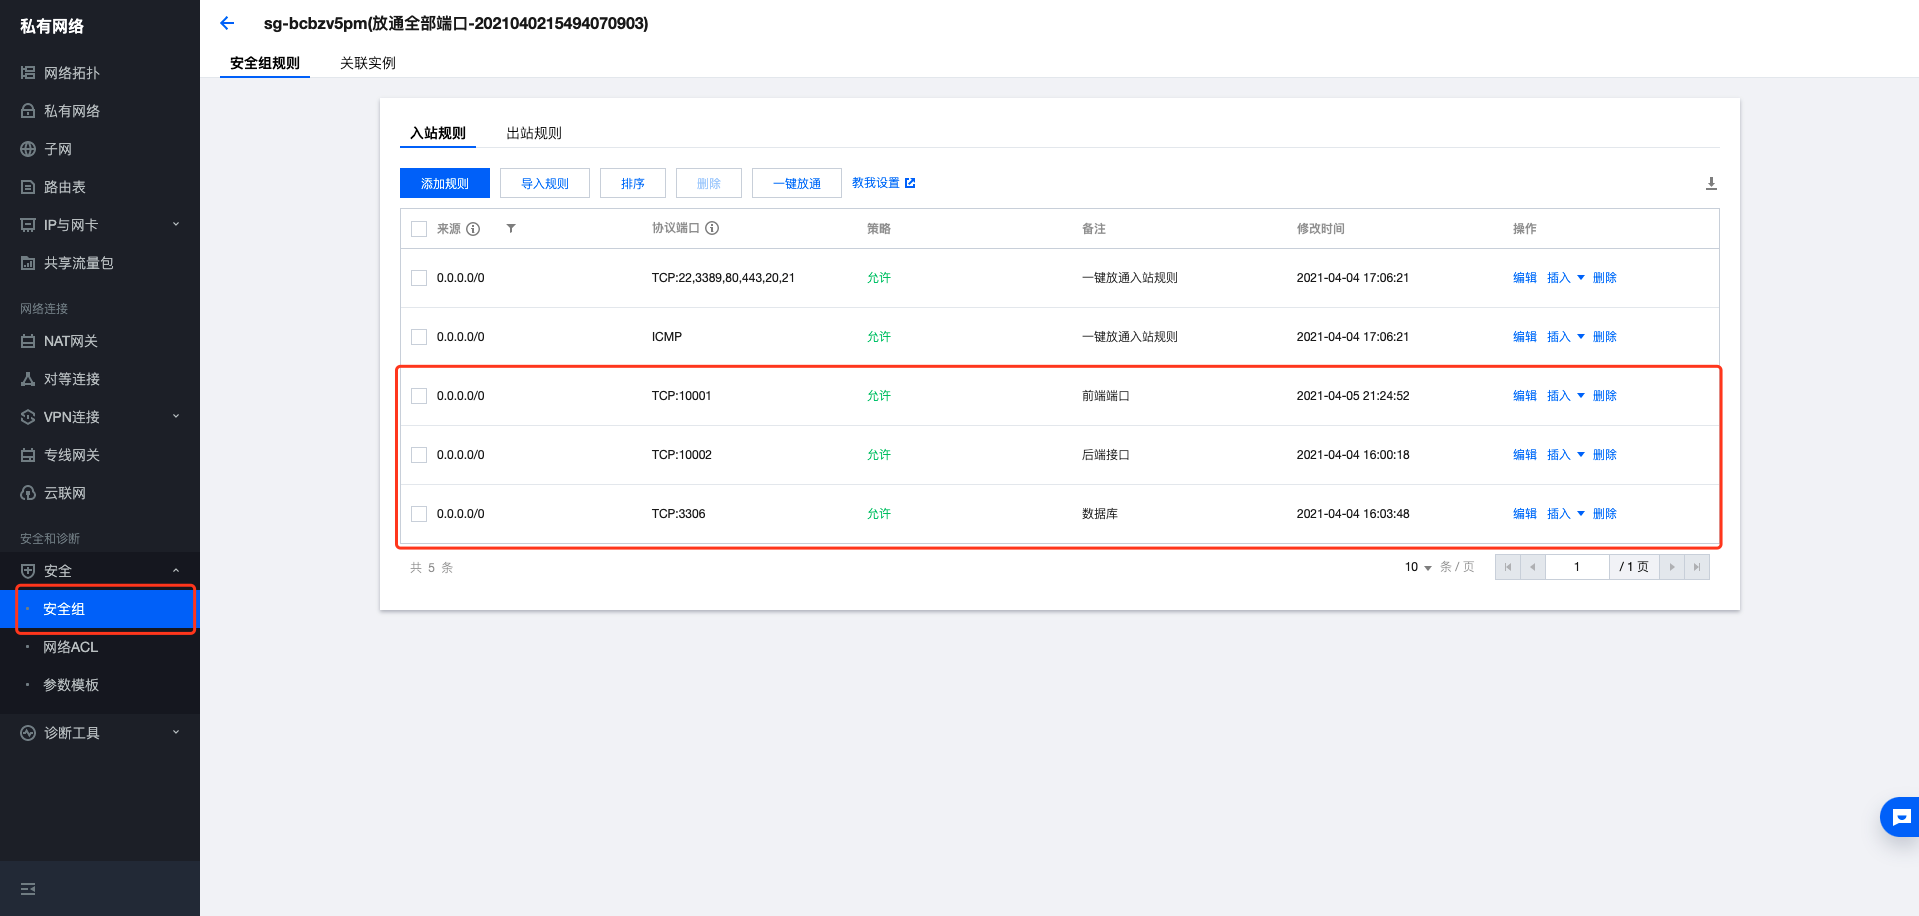 私有网络
网络拓扑
私有网络
子网
路由表
IP与网卡
共享流量包
网络连接
NAT网关
对等连接
VPN连接
专线网关
云联网
安全和诊断
安全
安全组
网络ACL
参数模板
诊断工具
sg-bcbzv5pm(放通全部端口-2021040215494070903)
安全组规则 关联实例
入站规则 出站规则
添加规则 导入规则 排序 删除 一键放通 教我设置
来源 协议端口 策略 备注 修改时间 操作
0.0.0.0/0 TCP:22,3389,80,443,20,21 允许 一键放通入站规则 2021-04-04 17:06:21 编辑 插入 删除
0.0.0.0/0 ICMP 允许 一键放通入站规则 2021-04-04 17:06:21 编辑 插入 删除
0.0.0.0/0 TCP:10001 允许 前端端口 2021-04-05 21:24:52 编辑 插入 删除
0.0.0.0/0 TCP:10002 允许 后端接口 2021-04-04 16:00:18 编辑 插入 删除
0.0.0.0/0 TCP:3306 允许 数据库 2021-04-04 16:03:48 编辑 插入 删除
共 5 条 10 条 / 页 1 / 1 页